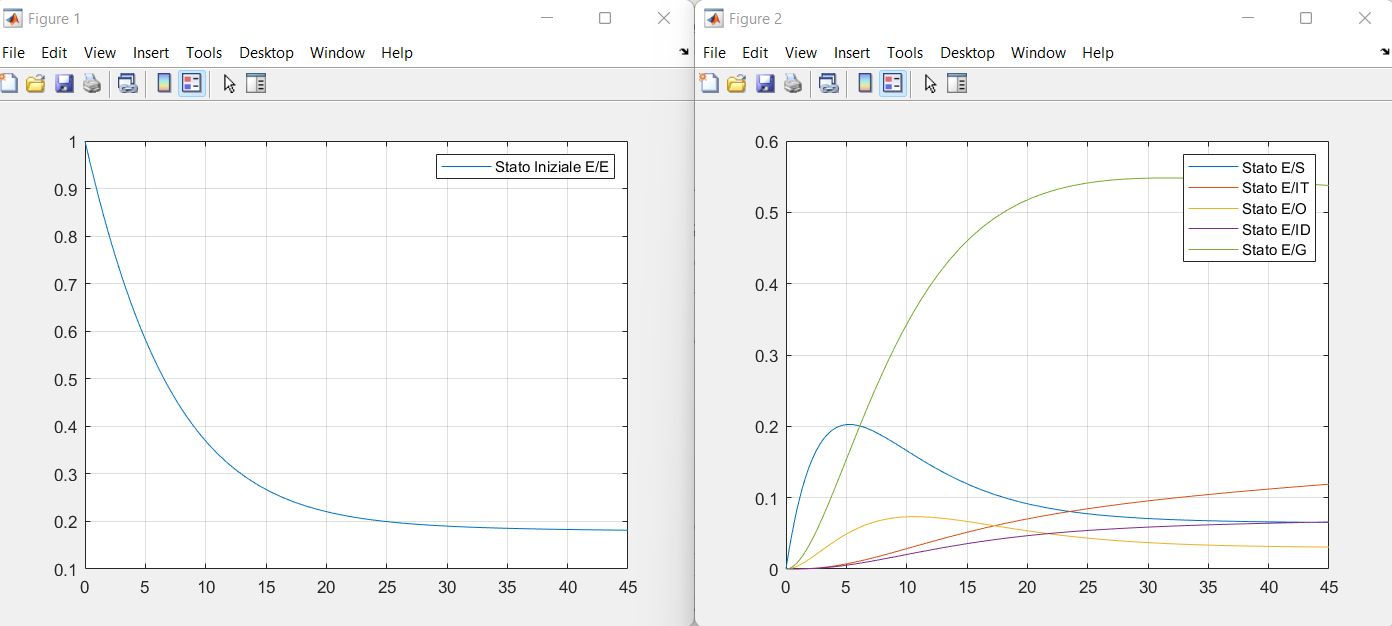 Figure 1
File Edit View Insert Tools Desktop Window Help
1
0.9
0.8
0.7
0.6
0.5
0.4
0.3
0.2
0.1
0 5 10 15 20 25 30 35 40 45
Stato Iniziale E/E
Figure 2
File Edit View Insert Tools Desktop Window Help
0.6
0.5
0.4
0.3
0.2
0.1
0
0 5 10 15 20 25 30 35 40 45
Stato E/S
Stato E/IT
Stato E/O
Stato E/ID
Stato E/G